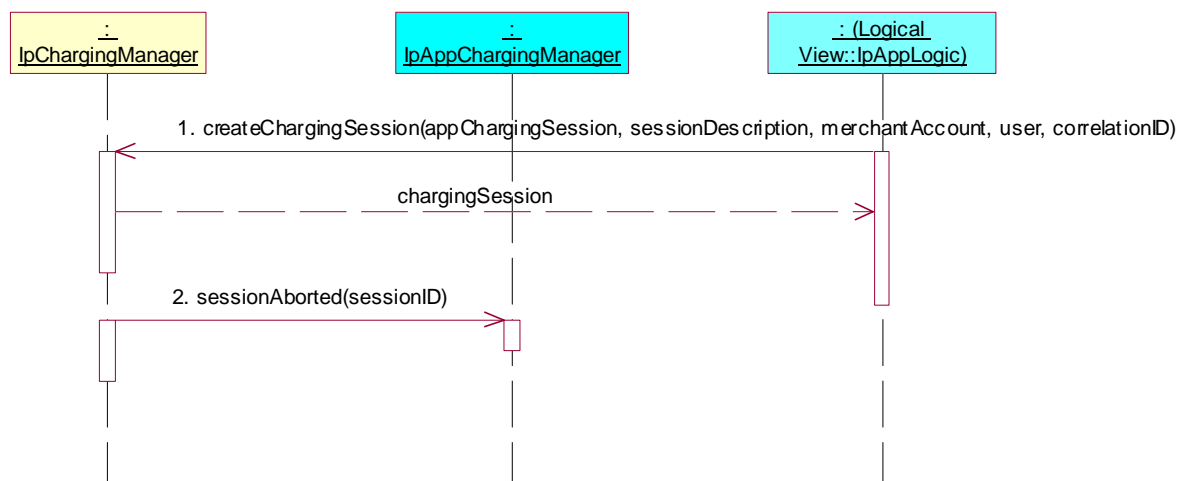 :
IpChargingManager
:
IpAppChargingManager
: (Logical
View::IpAppLogic)
1. createChargingSession(appChargingSession, sessionDescription, merchantAccount, user, correlationID)
chargingSession
2. sessionAborted(sessionID)